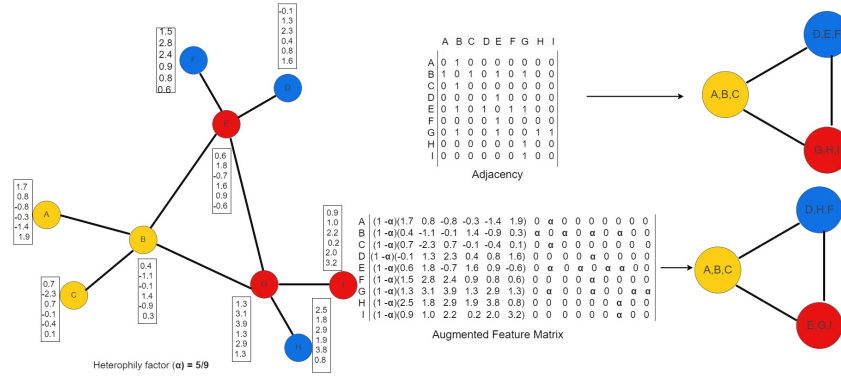 1.5
2.8
2.4
0.9
0.8
0.6
-0.1
1.3
2.3
0.4
0.8
1.6
F
D
E
0.6
1.8
-0.7
1.6
0.9
-0.6
1.7
0.8
-0.8
-0.3
-1.4
1.9
A
B
C
0.7
-2.3
0.7
-0.1
-0.4
0.1
0.4
-1.1
-0.1
1.4
-0.9
0.3
G
I
H
0.9
1.0
2.2
0.2
2.0
3.2
1.3
3.1
3.9
1.3
2.9
1.3
2.5
1.8
2.9
1.9
3.8
0.8
Heterophily factor (α) = 5/9
A B C D E F G H I
A 0 1 0 0 0 0 0 0 0
B 1 0 1 0 1 0 1 0 0
C 0 1 0 0 0 0 0 0 0
D 0 0 0 0 1 0 0 0 0
E 0 1 0 1 0 1 1 0 0
F 0 0 0 0 1 0 0 0 0
G 0 1 0 0 1 0 0 1 1
H 0 0 0 0 0 0 1 0 0
I 0 0 0 0 0 0 1 0 0
Adjacency
A (1-α)(1.7 0.8 -0.8 -0.3 -1.4 1.9) 0 α 0 0 0 0 0 0 0
B (1-α)(0.4 -1.1 -0.1 1.4 -0.9 0.3) α 0 α 0 α 0 α 0 0
C (1-α)(0.7 -2.3 0.7 -0.1 -0.4 0.1) 0 α 0 0 0 0 0 0 0
D (1-α)(-0.1 1.3 2.3 0.4 0.8 1.6) 0 0 0 0 α 0 0 0 0
E (1-α)(0.6 1.8 -0.7 1.6 0.9 -0.6) 0 α 0 α 0 α α 0 0
F (1-α)(1.5 2.8 2.4 0.9 0.8 0.6) 0 0 0 0 α 0 0 0 0
G (1-α)(1.3 3.1 3.9 1.3 2.9 1.3) 0 α 0 0 α 0 0 α α
H (1-α)(2.5 1.8 2.9 1.9 3.8 0.8) 0 0 0 0 0 0 α 0 0
I (1-α)(0.9 1.0 2.2 0.2 2.0 3.2) 0 0 0 0 0 0 α 0 0
Augmented Feature Matrix
D,E,F
A,B,C
G,H,I
D,H,F
A,B,C
E,G,I